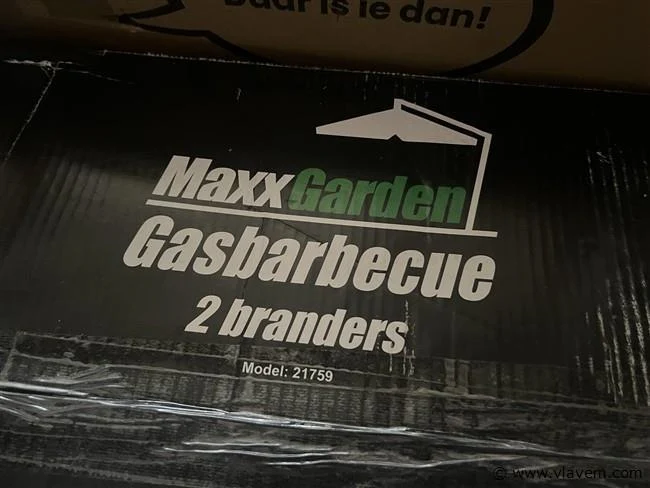 Daar is ie dan!
MaxxGarden
Gasbarbecue
2 branders
Model: 21759
© www.vlavem.com